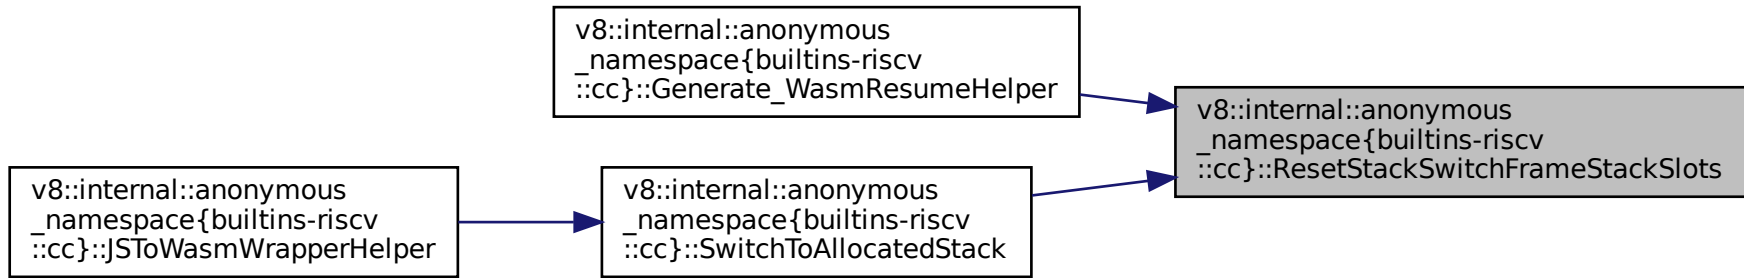 v8::internal::anonymous
_namespace{builtins-riscv
::cc}::Generate_WasmResumeHelper
v8::internal::anonymous
_namespace{builtins-riscv
::cc}::ResetStackSwitchFrameStackSlots
v8::internal::anonymous
_namespace{builtins-riscv
::cc}::JSToWasmWrapperHelper
v8::internal::anonymous
_namespace{builtins-riscv
::cc}::SwitchToAllocatedStack